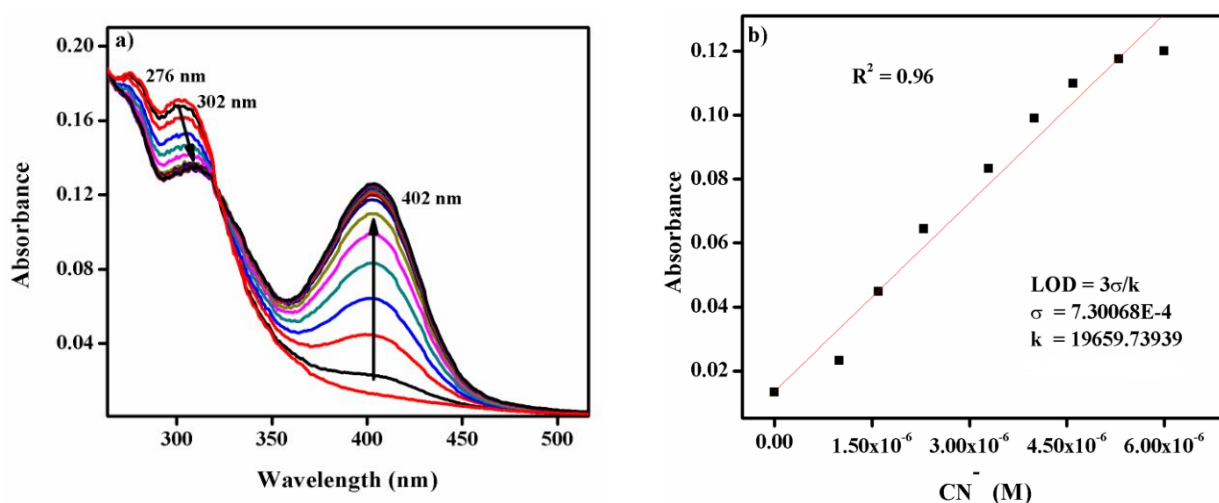 a)
276 nm
302 nm
402 nm
Absorbance
0.20
0.16
0.12
0.08
0.04
300
350
400
450
500
Wavelength (nm)
b)
R² = 0.96
LOD = 3σ/k
σ = 7.30068E-4
k = 19659.73939
Absorbance
0.12
0.10
0.08
0.06
0.04
0.02
0.00
1.50x10⁻⁶
3.00x10⁻⁶
4.50x10⁻⁶
6.00x10⁻⁶
CN⁻ (M)